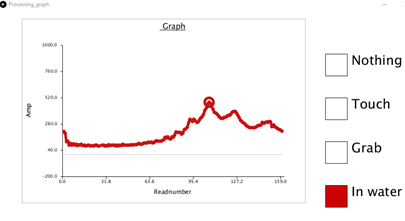 Processing_graph
Graph
1000.0
760.0
520.0
280.0
40.0
-200.0
Amp
0.0 31.8 63.6 95.4 127.2 159.0
Readnumber
Nothing
Touch
Grab
In water